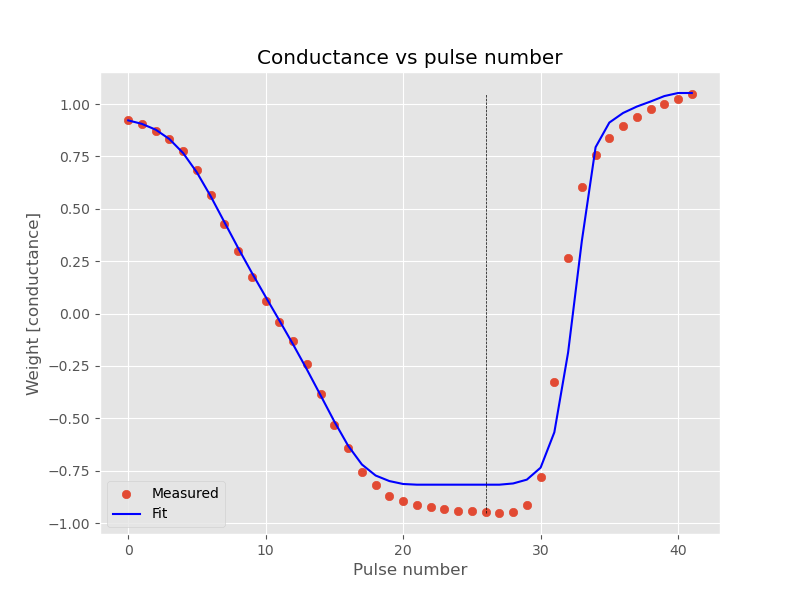 Conductance vs pulse number
Weight [conductance]
1.00
0.75
0.50
0.25
0.00
−0.25
−0.50
−0.75
−1.00
Measured
Fit
0 10 20 30 40
Pulse number